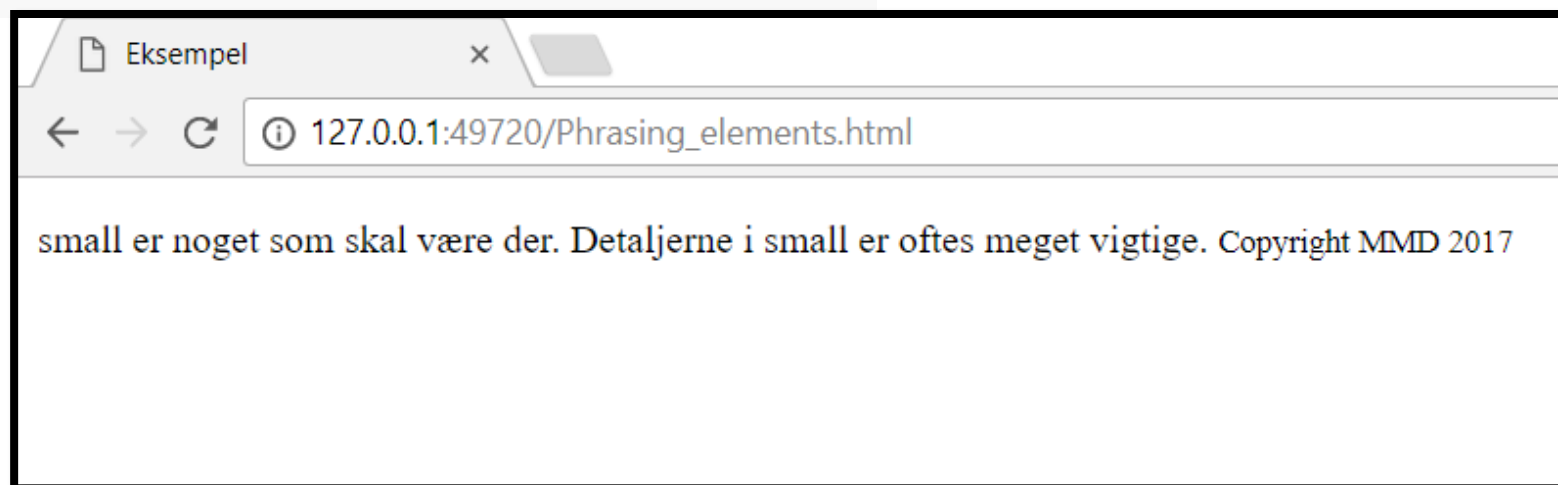 Eksempel
127.0.0.1:49720/Phrasing_elements.html
small er noget som skal være der. Detaljerne i small er oftes meget vigtige. Copyright MMD 2017